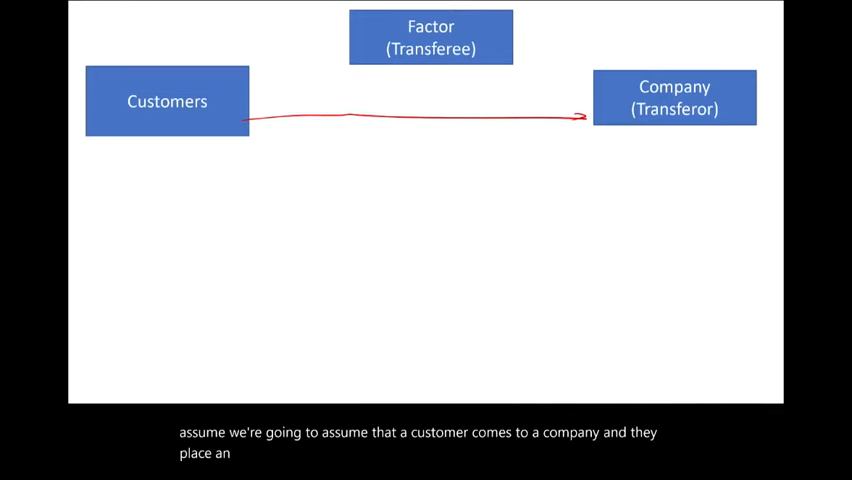 Factor
(Transferee)
Customers
Company
(Transferor)
assume we're going to assume that a customer comes to a company and they
place an